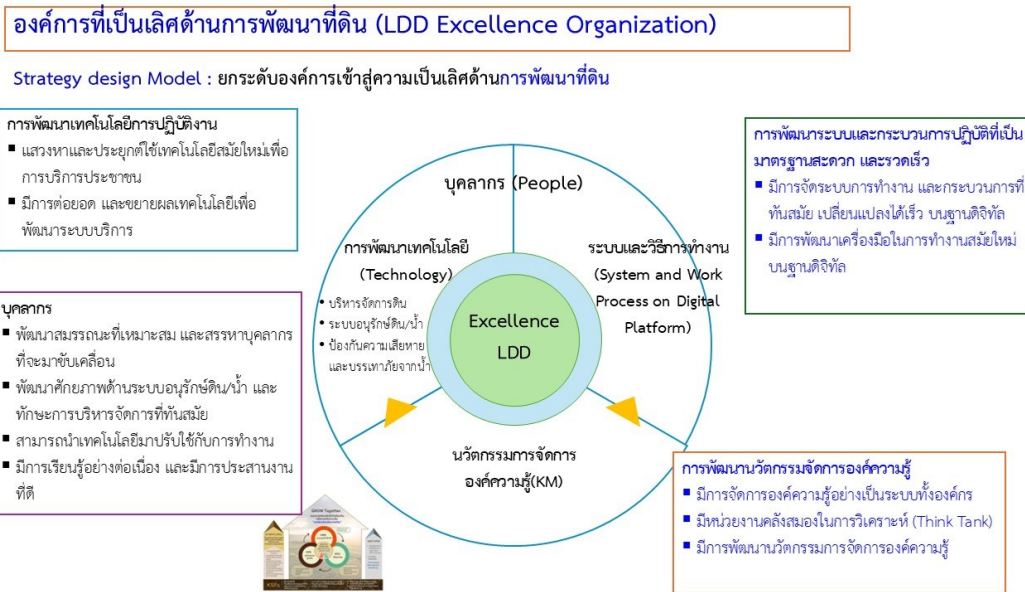 องค์การที่เป็นเลิศด้านการพัฒนาที่ดิน (LDD Excellence Organization)
Strategy design Model : ยกระดับองค์การเข้าสู่ความเป็นเลิศด้านการพัฒนาที่ดิน
การพัฒนาเทคโนโลยีการปฏิบัติงาน
▪ แสวงหาและประยุกต์ใช้เทคโนโลยีสมัยใหม่เพื่อ
การบริการประชาชน
▪ มีการต่อยอด และขยายผลเทคโนโลยีเพื่อ
พัฒนาระบบบริการ
บุคลากร
▪ พัฒนาสมรรถนะที่เหมาะสม และสรรหาบุคลากร
ที่จะมาขับเคลื่อน
▪ พัฒนาศักยภาพด้านระบบอนุรักษ์ดิน/น้ำ และ
ทักษะการบริหารจัดการที่ทันสมัย
▪ สามารถนำเทคโนโลยีมาปรับใช้กับการทำงาน
▪ มีการเรียนรู้อย่างต่อเนื่อง และมีการประสานงาน
ที่ดี
บุคลากร (People)
การพัฒนาเทคโนโลยี
(Technology)
• บริหารจัดการดิน
• ระบบอนุรักษ์ดิน/น้ำ
• ป้องกันความเสียหาย
และบรรเทาภัยจากน้ำ
ระบบและวิธีการทำงาน
(System and Work
Process on Digital
Platform)
Excellence
LDD
นวัตกรรมการจัดการ
องค์ความรู้(KM)
การพัฒนาระบบและกระบวนการปฏิบัติที่เป็น
มาตรฐานสะดวก และรวดเร็ว
▪ มีการจัดระบบการทำงาน และกระบวนการที่
ทันสมัย เปลี่ยนแปลงได้เร็ว บนฐานดิจิทัล
▪ มีการพัฒนาเครื่องมือในการทำงานสมัยใหม่
บนฐานดิจิทัล
การพัฒนานวัตกรรมจัดการองค์ความรู้
▪ มีการจัดการองค์ความรู้อย่างเป็นระบบทั้งองค์กร
▪ มีหน่วยงานคลังสมองในการวิเคราะห์ (Think Tank)
▪ มีการพัฒนานวัตกรรมการจัดการองค์ความรู้
GROW Together